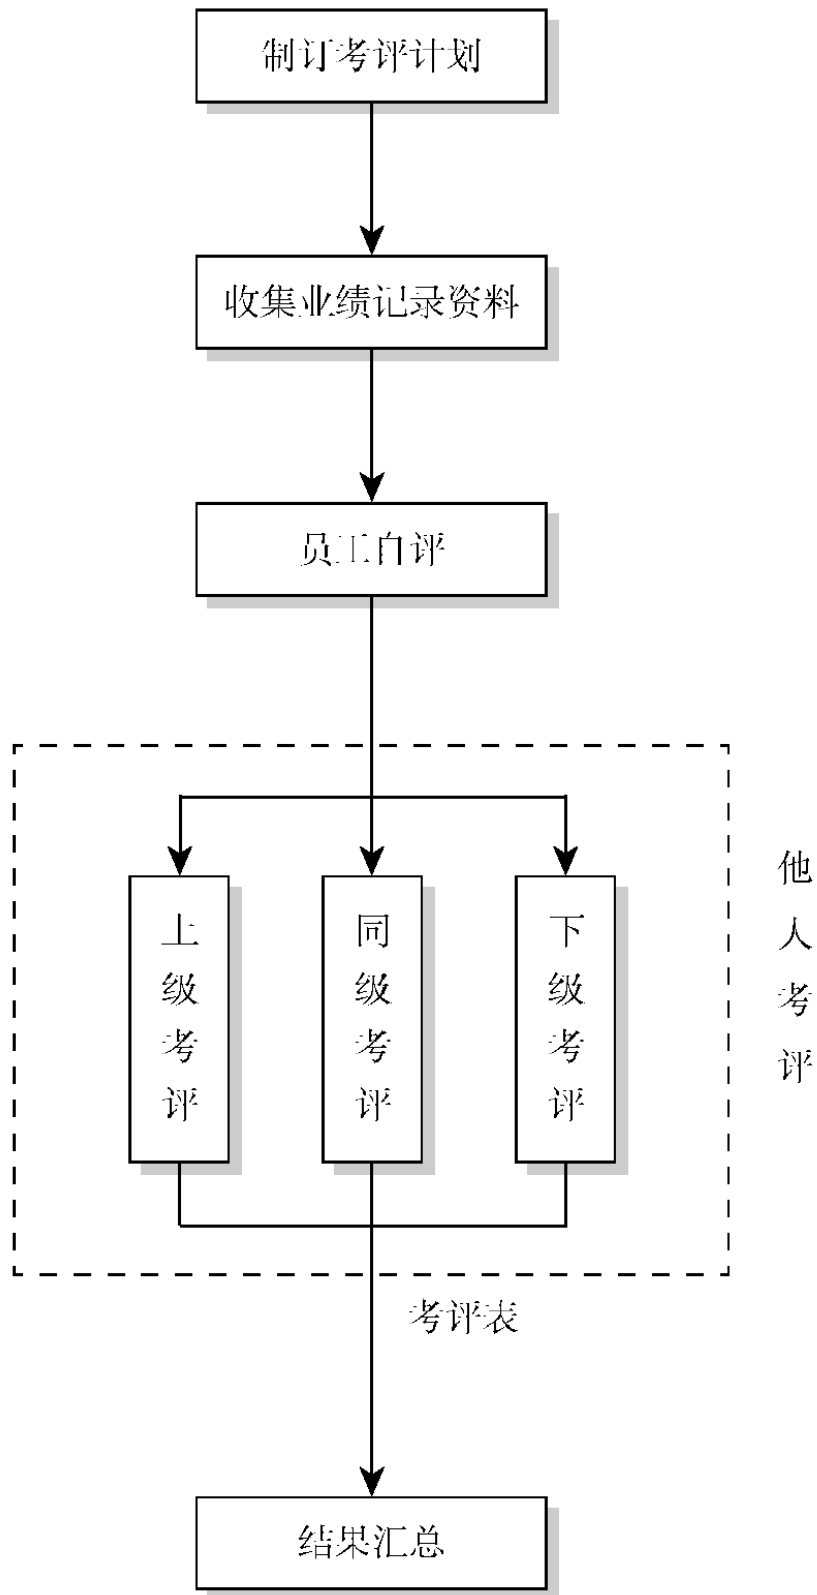 制订考评计划
收集业绩记录资料
员工自评
上级考评
同级考评
下级考评
他人考评
考评表
结果汇总